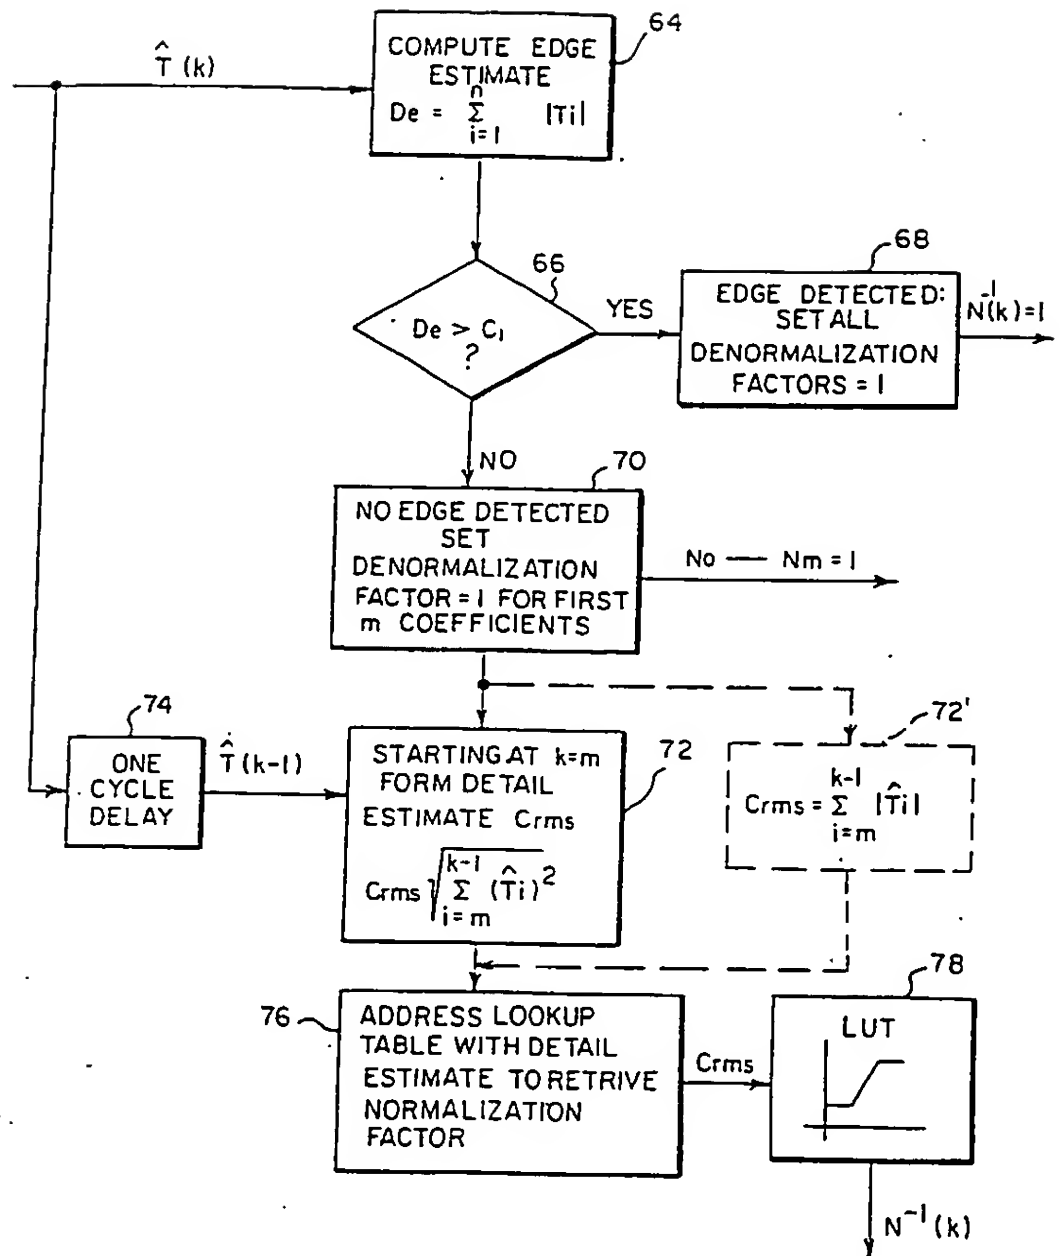 64
T̂ (k)
COMPUTE EDGE
ESTIMATE
De = n Σ i=1 |Ti|
66
De > C₁
?
YES
68
EDGE DETECTED:
SET ALL
DENORMALIZATION
FACTORS = 1
N⁻¹(k)=1
NO
70
NO EDGE DETECTED
SET
DENORMALIZATION
FACTOR = 1 FOR FIRST
m COEFFICIENTS
No — Nm = 1
74
ONE
CYCLE
DELAY
T̂ (k-1)
72
STARTING AT k=m
FORM DETAIL
ESTIMATE Crms
Crms √ k-1 Σ i=m (T̂i)²
72'
Crms = k-1 Σ i=m |T̂i|
76
ADDRESS LOOKUP
TABLE WITH DETAIL
ESTIMATE TO RETRIVE
NORMALIZATION
FACTOR
Crms
78
LUT
N⁻¹(k)